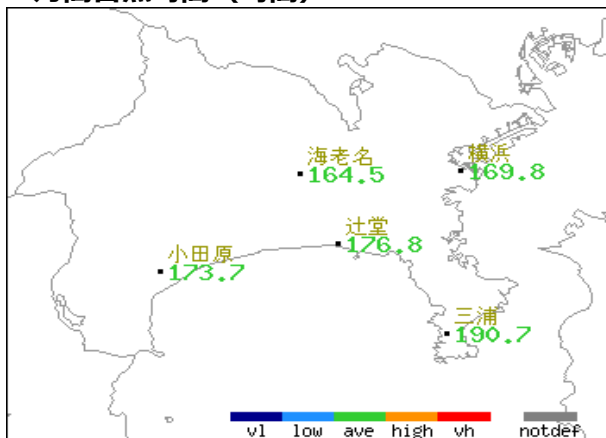 海老名
164.5
横浜
169.8
辻堂
176.8
小田原
173.7
三浦
190.7
vl low ave high vh notdef